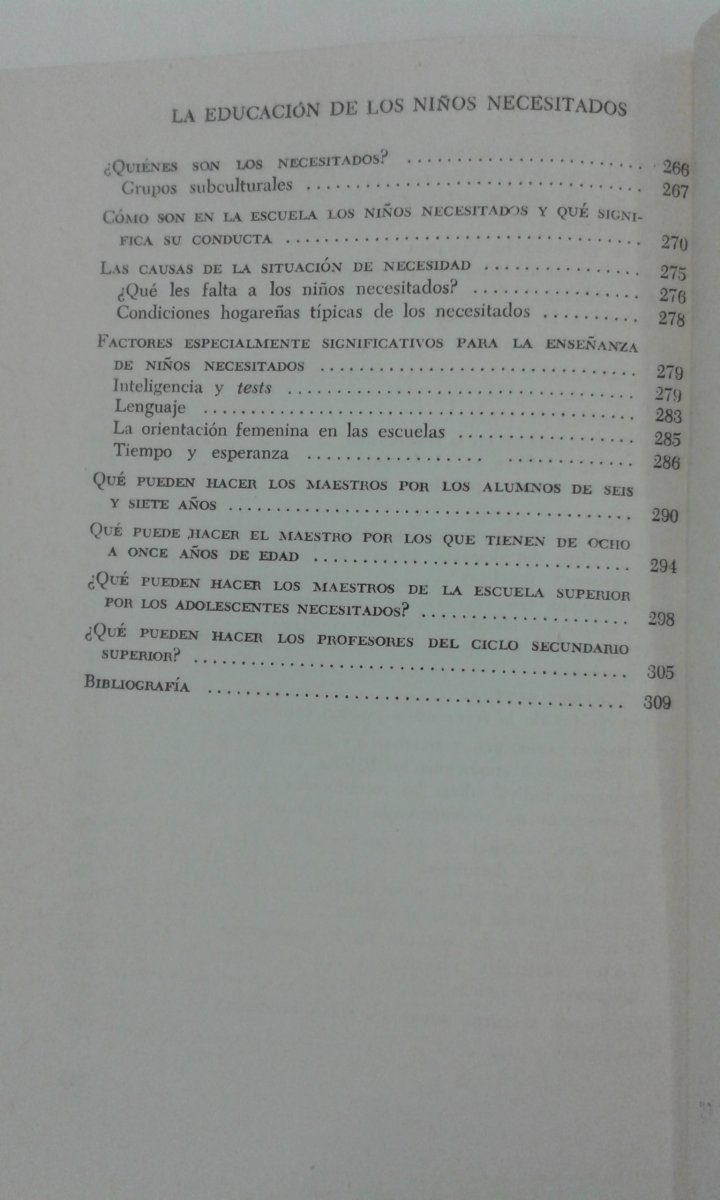 LA EDUCACIÓN DE LOS NIÑOS NECESITADOS
¿QUIÉNES SON LOS NECESITADOS? ........................ 266
Grupos subculturales .................................. 267
CÓMO SON EN LA ESCUELA LOS NIÑOS NECESITADOS Y QUÉ SIGNI-
FICA SU CONDUCTA .................................... 270
LAS CAUSAS DE LA SITUACIÓN DE NECESIDAD ................ 275
¿Qué les falta a los niños necesitados? ................. 276
Condiciones hogareñas típicas de los necesitados .......... 278
FACTORES ESPECIALMENTE SIGNIFICATIVOS PARA LA ENSEÑANZA
DE NIÑOS NECESITADOS ................................ 279
Inteligencia y tests .................................... 279
Lenguaje ............................................. 283
La orientación femenina en las escuelas .................. 285
Tiempo y esperanza .................. ............. 286
QUÉ PUEDEN HACER LOS MAESTROS POR LOS ALUMNOS DE SEIS
Y SIETE AÑOS ......................................... 290
QUÉ PUEDE HACER EL MAESTRO POR LOS QUE TIENEN DE OCHO
A ONCE AÑOS DE EDAD ................................ 294
¿QUÉ PUEDEN HACER LOS MAESTROS DE LA ESCUELA SUPERIOR
POR LOS ADOLESCENTES NECESITADOS? ..................... 298
¿QUÉ PUEDEN HACER LOS PROFESORES DEL CICLO SECUNDARIO
SUPERIOR? ............................................. 305
BIBLIOGRAFÍA .......................................... 309